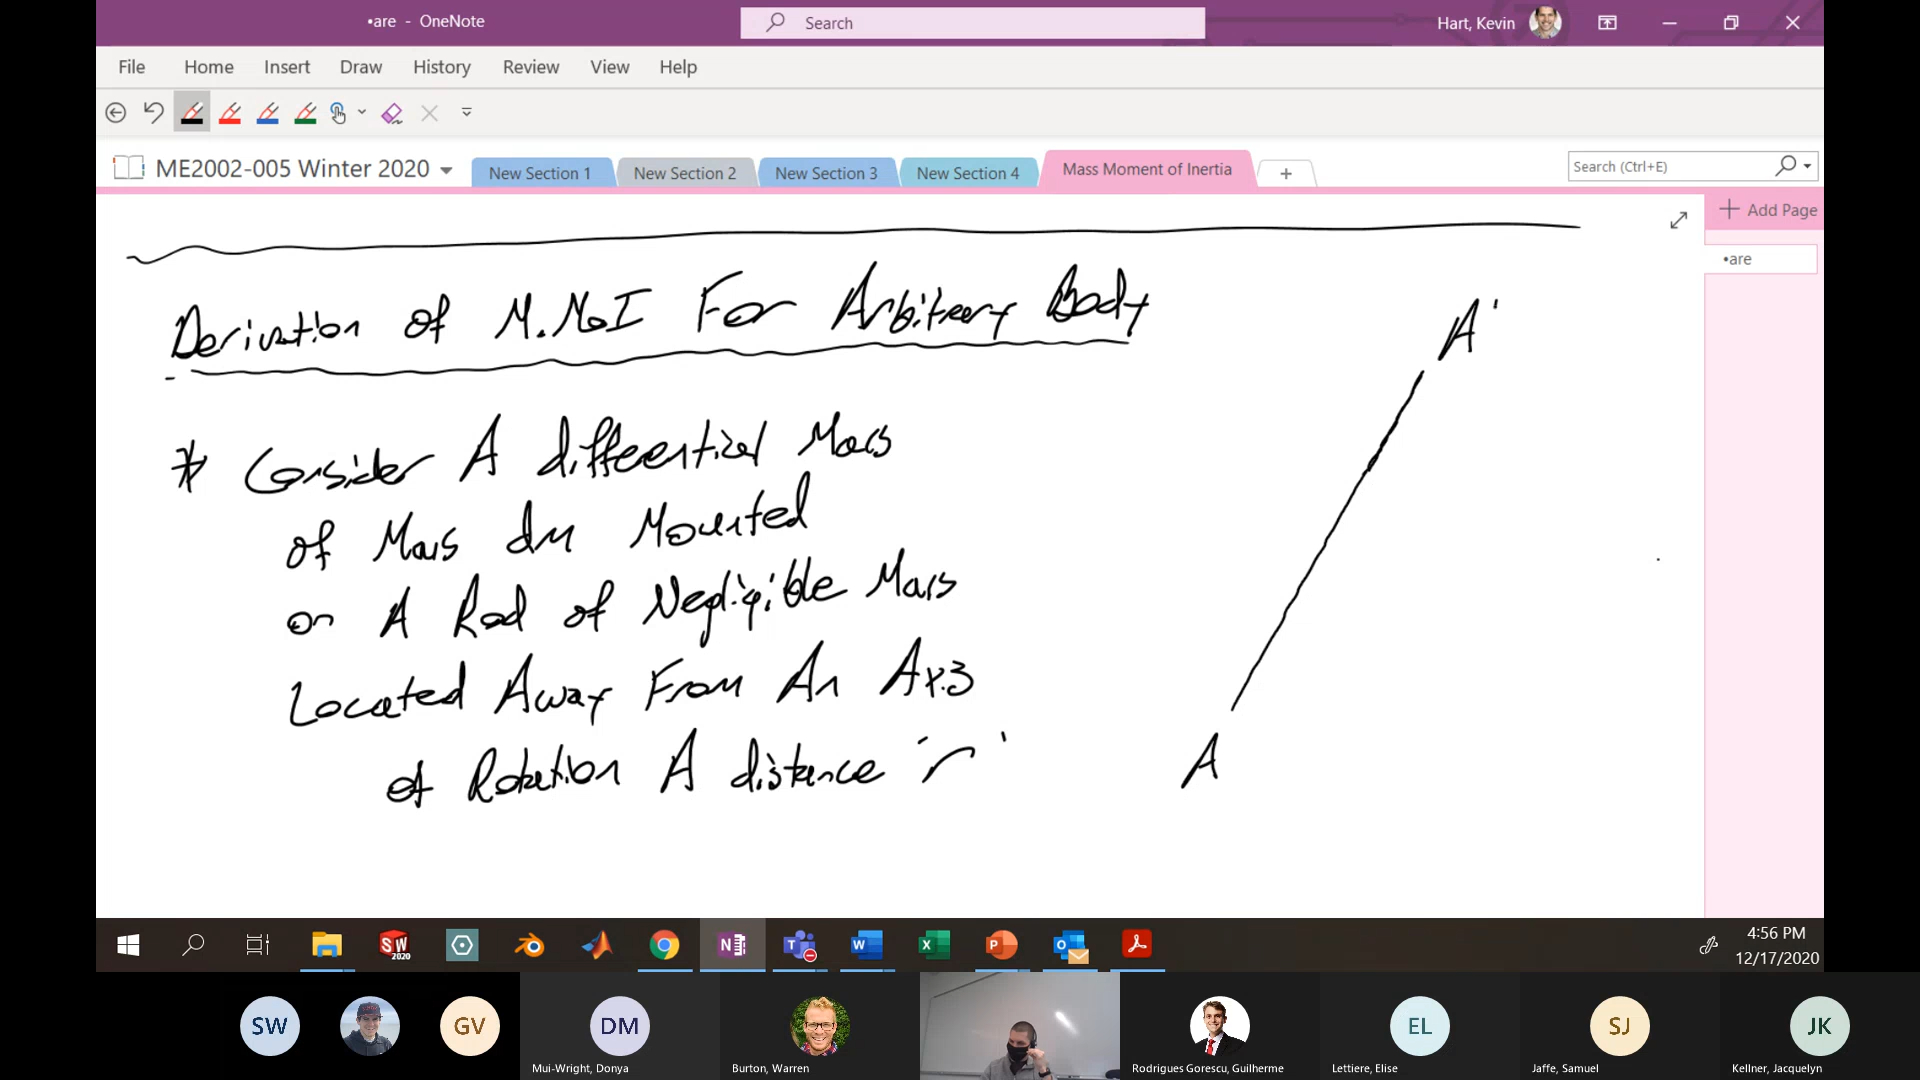 •are - OneNote
Search
Hart, Kevin
File Home Insert Draw History Review View Help
ME2002-005 Winter 2020
New Section 1
New Section 2
New Section 3
New Section 4
Mass Moment of Inertia
+
Search (Ctrl+E)
+ Add Page
•are
Derivation of M.MoI For Arbitrary Body
A'
* Consider A differential Mass
of Mass dm Mounted
on A Rod of Negligible Mass
Located Away From An Axis
of Rotation A distance "r"
A
SW
2020
N
T
W
X
P
O
4:56 PM
12/17/2020
SW
GV
DM
EL
SJ
JK
Mui-Wright, Donya
Burton, Warren
Rodrigues Gorescu, Guilherme
Lettiere, Elise
Jaffe, Samuel
Kellner, Jacquelyn